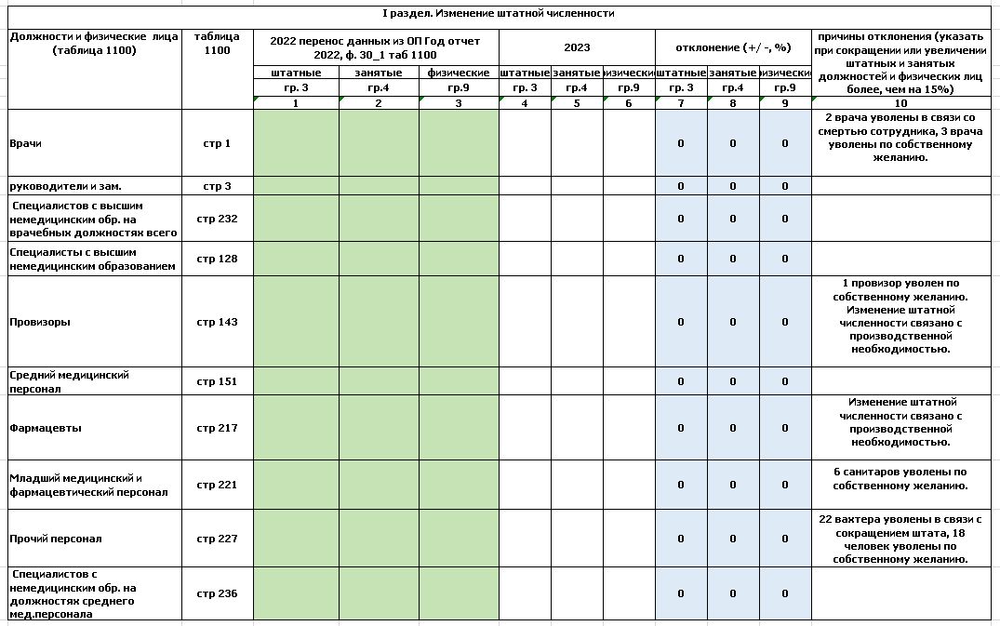 I раздел. Изменение штатной численности
Должности и физические лица
(таблица 1100)
таблица
1100
2022 перенос данных из ОП Год отчет
2022, ф. 30_1 таб 1100
2023
отклонение (+/ -, %)
причины отклонения (указать
при сокращении или увеличении
штатных и занятых
должностей и физических лиц
более, чем на 15%)
штатные занятые физические штатные занятые изически штатные занятые изически
гр. 3 гр.4 гр.9 гр. 3 гр.4 гр.9 гр. 3 гр.4 гр.9
1 2 3 4 5 6 7 8 9 10
Врачи стр 1 0 0 0
2 врача уволены в связи со
смертью сотрудника, 3 врача
уволены по собственному
желанию.
руководители и зам. стр 3 0 0 0
Специалистов с высшим
немедицинским обр. на
врачебных должностях всего
стр 232 0 0 0
Специалисты с высшим
немедицинским образованием
стр 128 0 0 0
Провизоры стр 143 0 0 0
1 провизор уволен по
собственному желанию.
Изменение штатной
численности связано с
производственной
необходимостью.
Средний медицинский
персонал
стр 151 0 0 0
Фармацевты стр 217 0 0 0
Изменение штатной
численности связано с
производственной
необходимостью.
Младший медицинский и
фармацевтический персонал
стр 221 0 0 0
6 санитаров уволены по
собственному желанию.
Прочий персонал стр 227 0 0 0
22 вахтера уволены в связи с
сокращением штата, 18
человек уволены по
собственному желанию.
Специалистов с
немедицинским обр. на
должностях среднего
мед.персонала
стр 236 0 0 0